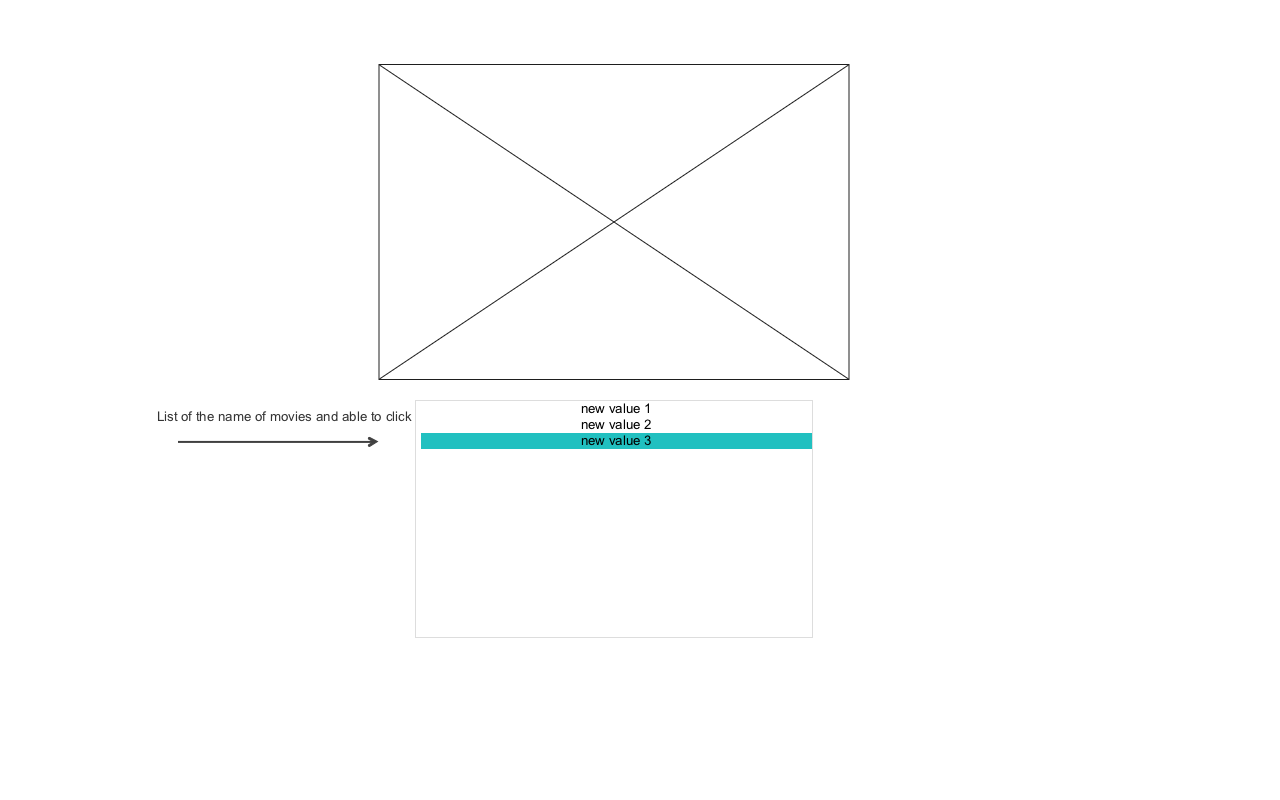 List of the name of movies and able to click
new value 1
new value 2
new value 3